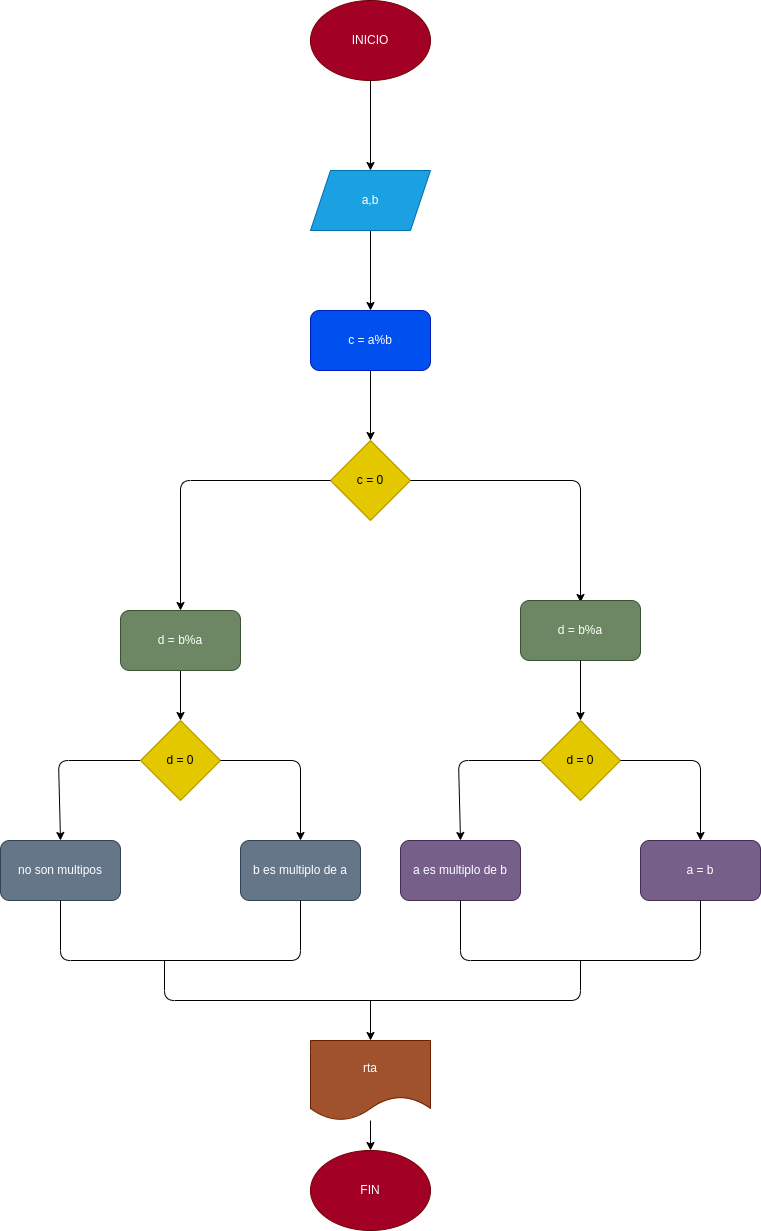 INICIO
a,b
c = a%b
c = 0
d = b%a
d = b%a
d = 0
d = 0
no son multipos
b es multiplo de a
a es multiplo de b
a = b
rta
FIN